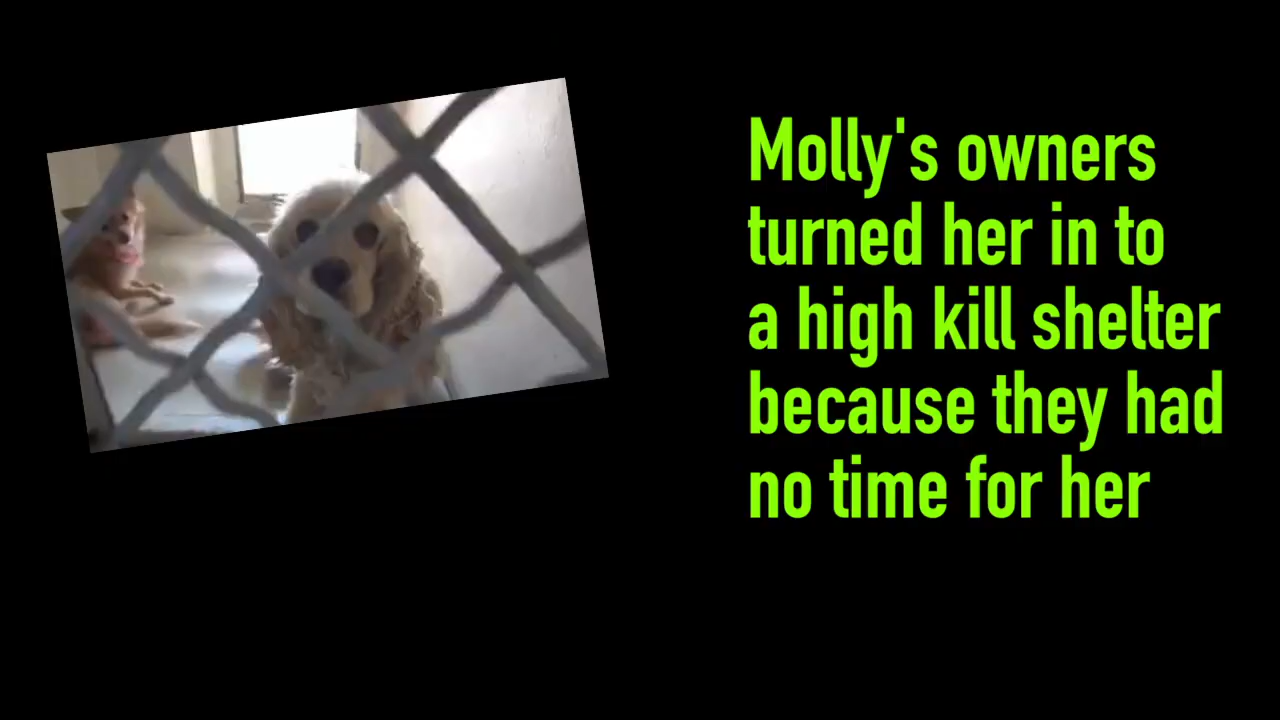 Molly's owners
turned her in to
a high kill shelter
because they had
no time for her